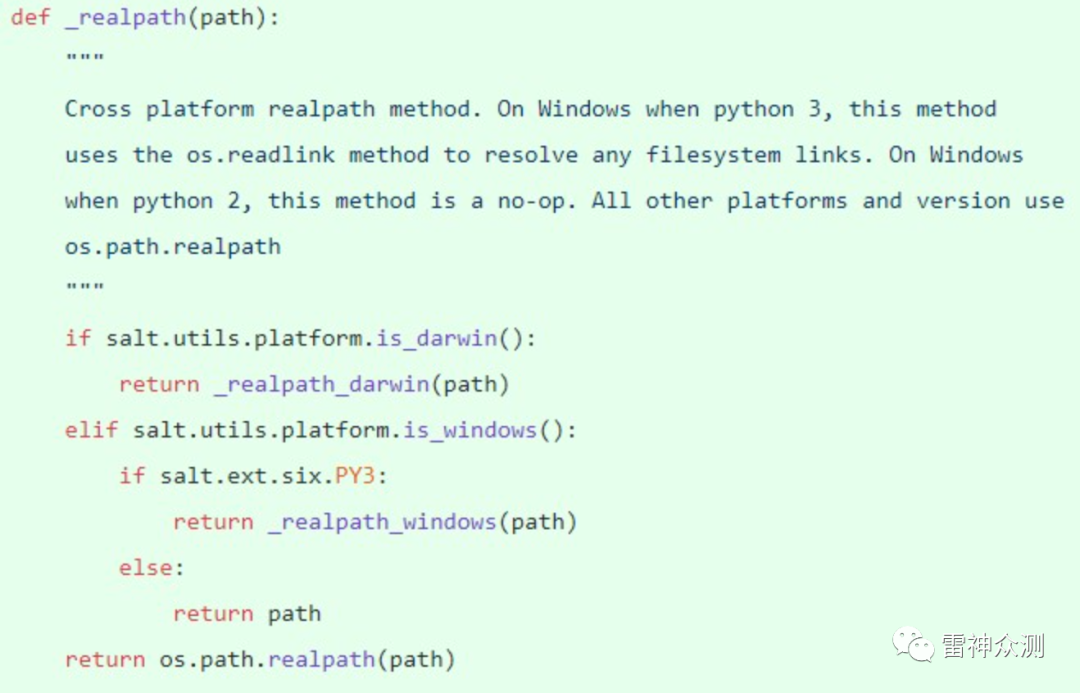 def _realpath(path):
    """
    Cross platform realpath method. On Windows when python 3, this method
    uses the os.readlink method to resolve any filesystem links. On Windows
    when python 2, this method is a no-op. All other platforms and version use
    os.path.realpath
    """
    if salt.utils.platform.is_darwin():
        return _realpath_darwin(path)
    elif salt.utils.platform.is_windows():
        if salt.ext.six.PY3:
            return _realpath_windows(path)
        else:
            return path
    return os.path.realpath(path)
雷神众测